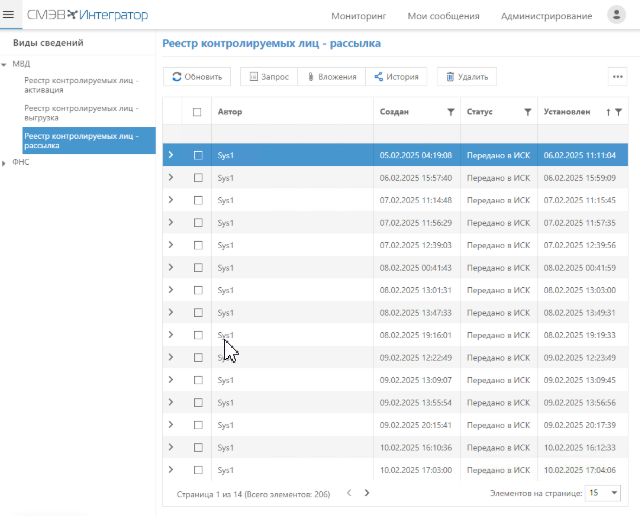 СМЭВ Интегратор
Мониторинг Мои сообщения Администрирование
Виды сведений
МВД
Реестр контролируемых лиц - активация
Реестр контролируемых лиц - выгрузка
Реестр контролируемых лиц - рассылка
ФНС
Реестр контролируемых лиц - рассылка
Обновить Запрос Вложения История Удалить
Автор Создан Статус Установлен
Sys1 05.02.2025 04:19:08 Передано в ИСК 06.02.2025 11:11:04
Sys1 06.02.2025 15:57:40 Передано в ИСК 06.02.2025 15:59:09
Sys1 07.02.2025 11:14:48 Передано в ИСК 07.02.2025 11:15:45
Sys1 07.02.2025 11:56:29 Передано в ИСК 07.02.2025 11:57:35
Sys1 07.02.2025 12:39:03 Передано в ИСК 07.02.2025 12:39:56
Sys1 08.02.2025 00:41:43 Передано в ИСК 08.02.2025 00:41:59
Sys1 08.02.2025 13:01:31 Передано в ИСК 08.02.2025 13:03:00
Sys1 08.02.2025 13:47:33 Передано в ИСК 08.02.2025 13:49:31
Sys1 08.02.2025 19:16:01 Передано в ИСК 08.02.2025 19:19:33
Sys1 09.02.2025 12:22:49 Передано в ИСК 09.02.2025 12:23:49
Sys1 09.02.2025 13:09:07 Передано в ИСК 09.02.2025 13:09:45
Sys1 09.02.2025 13:55:54 Передано в ИСК 09.02.2025 13:56:56
Sys1 09.02.2025 20:15:41 Передано в ИСК 09.02.2025 20:17:39
Sys1 10.02.2025 16:10:36 Передано в ИСК 10.02.2025 16:12:33
Sys1 10.02.2025 17:03:00 Передано в ИСК 10.02.2025 17:04:06
Страница 1 из 14 (Всего элементов: 206) Элементов на странице: 15